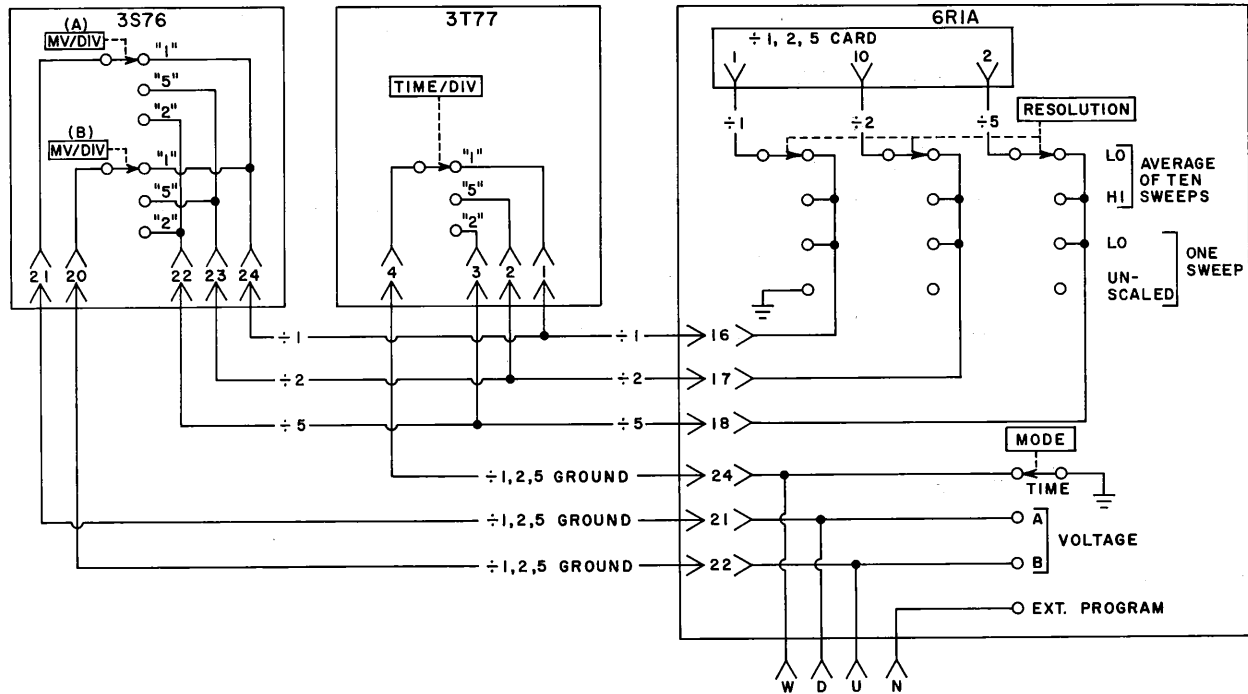 3S76
(A)
MV/DIV
"1"
"5"
"2"
(B)
MV/DIV
"1"
"5"
"2"
21 20 22 23 24
3T77
TIME/DIV
"1"
"5"
"2"
4 3 2 1
6R1A
÷ 1, 2, 5 CARD
1 10 2
÷1 ÷2 ÷5
RESOLUTION
LO
HI
AVERAGE
OF TEN
SWEEPS
LO
UN-
SCALED
ONE
SWEEP
÷ 1 ÷ 1 16
÷ 2 ÷ 2 17
÷ 5 ÷ 5 18
MODE
÷1,2,5 GROUND 24
TIME
÷1,2,5 GROUND 21 A
VOLTAGE
÷1,2,5 GROUND 22 B
EXT. PROGRAM
W D U N